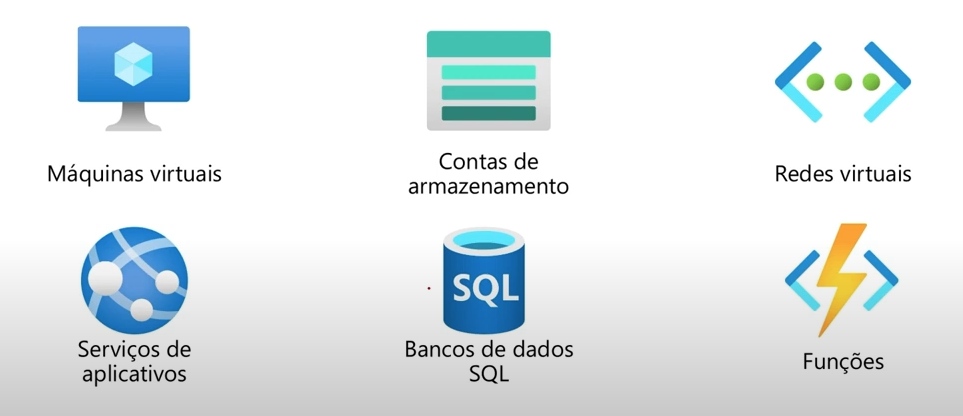 Máquinas virtuais
Contas de
armazenamento
Redes virtuais
Serviços de
aplicativos
SQL
Bancos de dados
SQL
Funções